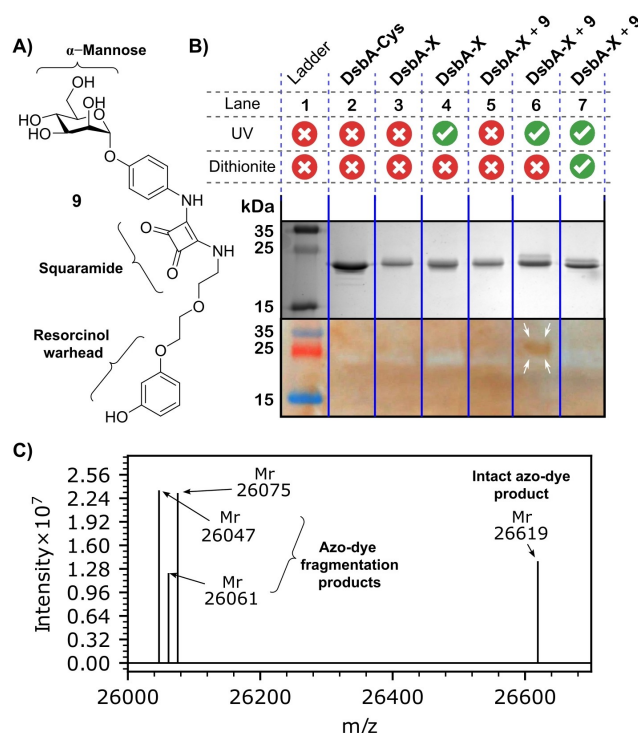 A)
α–Mannose
OH
OH
HO
HO
O
O
9
NH
O
O
NH
Squaramide
O
Resorcinol
warhead
O
HO
B)
Ladder
DsbA-Cys
DsbA-X
DsbA-X
DsbA-X + 9
DsbA-X + 9
DsbA-X + 9
Lane 1 2 3 4 5 6 7
UV
Dithionite
kDa
35
25
15
35
25
15
C)
Intensity×10⁷
2.56
2.24
1.92
1.60
1.28
0.96
0.64
0.32
0.00
Mr
26075
Mr
26047
Mr
26061
Azo-dye
fragmentation
products
Intact azo-dye
product
Mr
26619
26000 26200 26400 26600
m/z